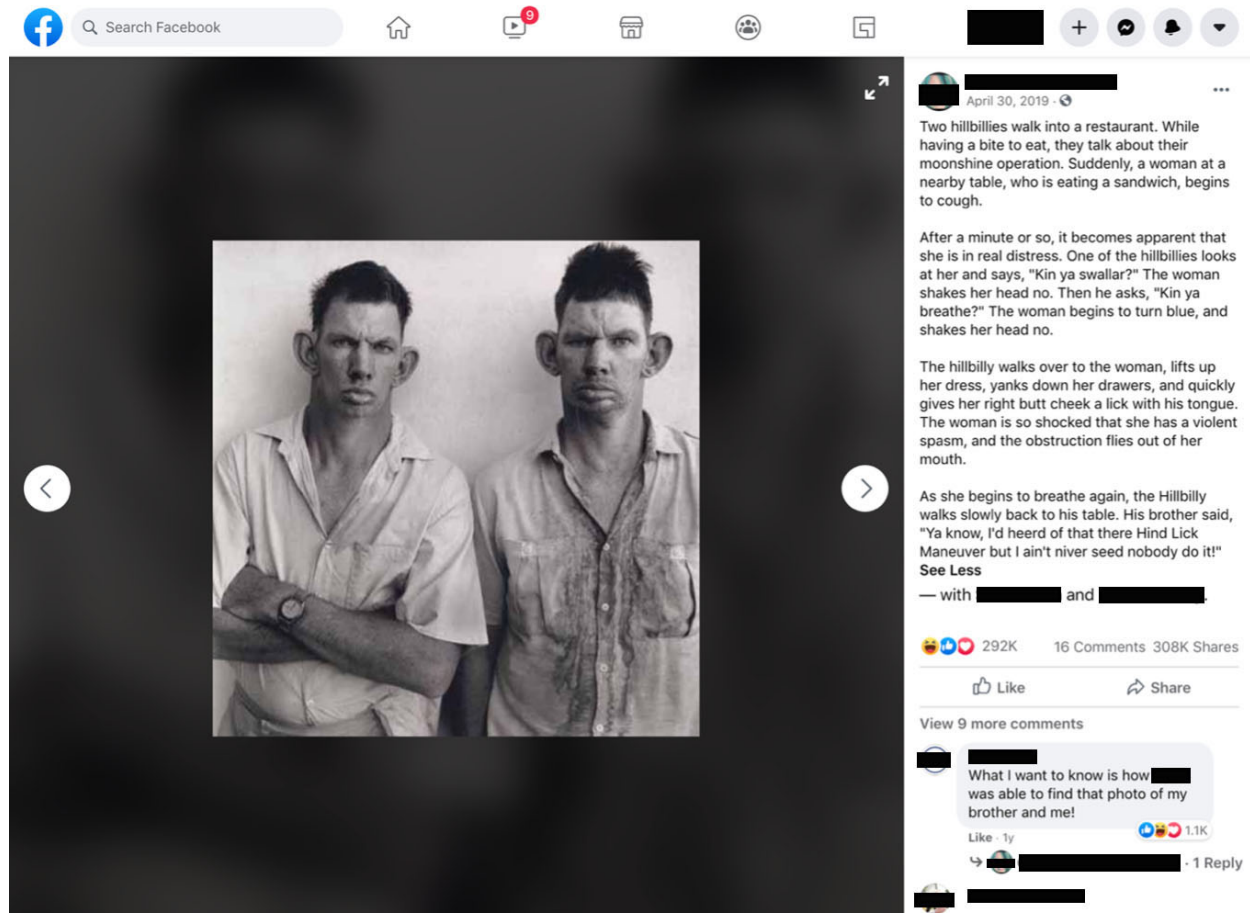 Search Facebook
9
April 30, 2019 ·
Two hillbillies walk into a restaurant. While
having a bite to eat, they talk about their
moonshine operation. Suddenly, a woman at a
nearby table, who is eating a sandwich, begins
to cough.
After a minute or so, it becomes apparent that
she is in real distress. One of the hillbillies looks
at her and says, "Kin ya swallar?" The woman
shakes her head no. Then he asks, "Kin ya
breathe?" The woman begins to turn blue, and
shakes her head no.
The hillbilly walks over to the woman, lifts up
her dress, yanks down her drawers, and quickly
gives her right butt cheek a lick with his tongue.
The woman is so shocked that she has a violent
spasm, and the obstruction flies out of her
mouth.
As she begins to breathe again, the Hillbilly
walks slowly back to his table. His brother said,
"Ya know, I'd heerd of that there Hind Lick
Maneuver but I ain't niver seed nobody do it!"
See Less
— with and .
292K 16 Comments 308K Shares
Like Share
View 9 more comments
What I want to know is how
was able to find that photo of my
brother and me!
1.1K
Like · 1y
· 1 Reply